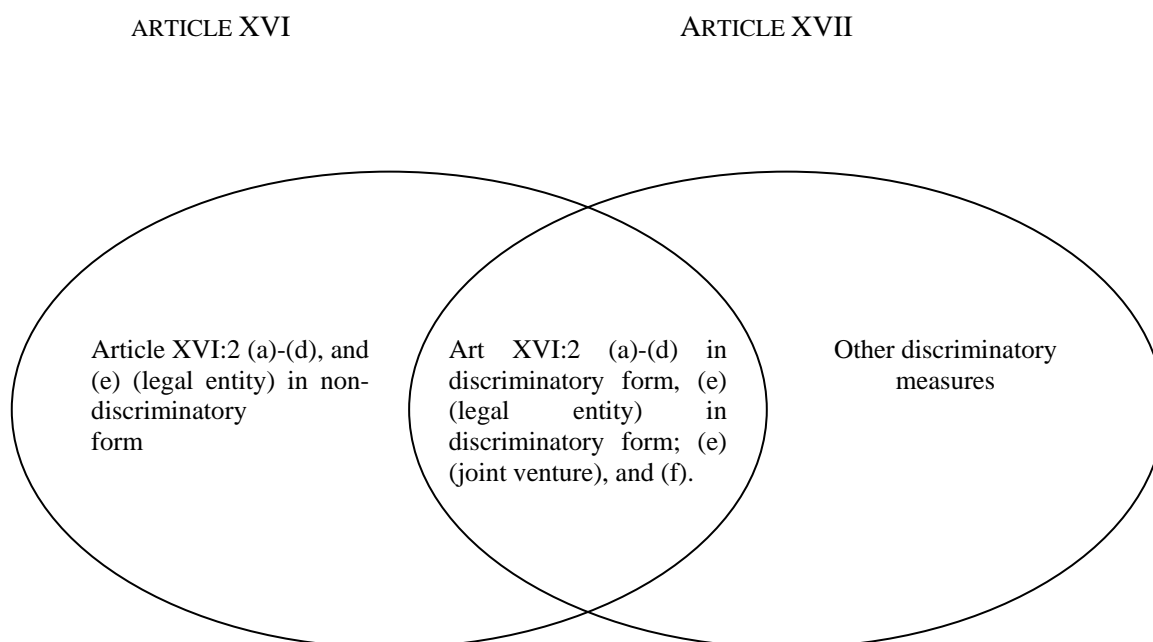 ARTICLE XVI
ARTICLE XVII
Article XVI:2 (a)-(d), and
(e) (legal entity) in non-
discriminatory
form
Art XVI:2 (a)-(d) in
discriminatory form, (e)
(legal entity) in
discriminatory form; (e)
(joint venture), and (f).
Other discriminatory
measures